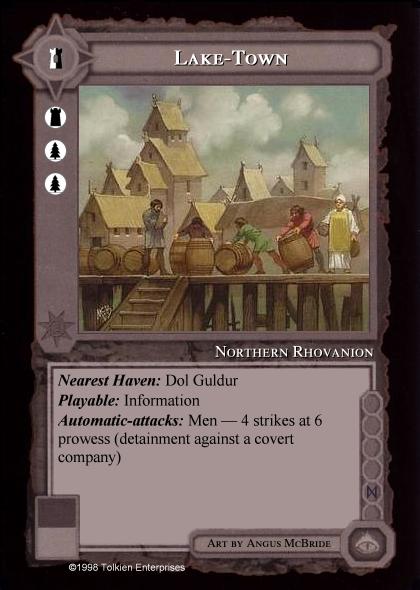 Lake-Town
Northern Rhovanion
Nearest Haven: Dol Guldur
Playable: Information
Automatic-attacks: Men — 4 strikes at 6
prowess (detainment against a covert
company)
Art by Angus McBride
©1998 Tolkien Enterprises